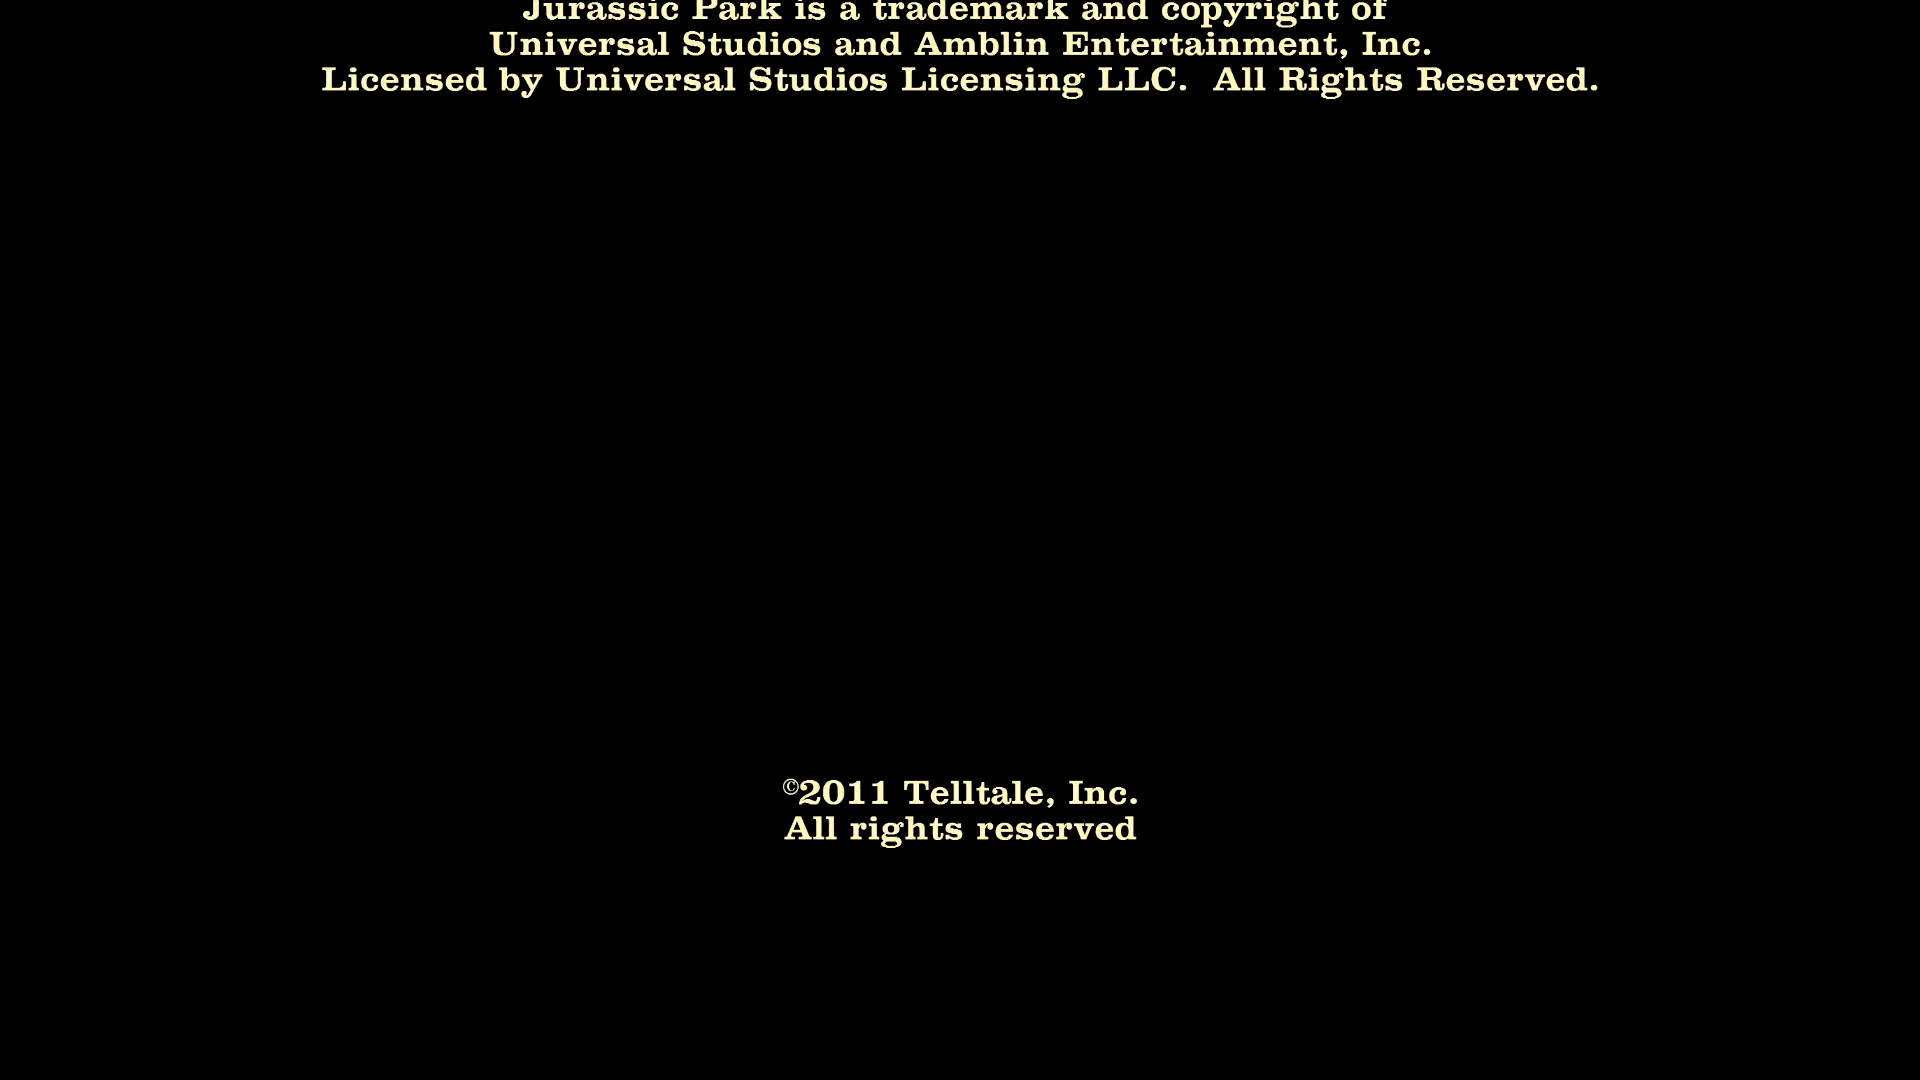 Jurassic Park is a trademark and copyright of
Universal Studios and Amblin Entertainment, Inc.
Licensed by Universal Studios Licensing LLC.  All Rights Reserved.
©2011 Telltale, Inc.
All rights reserved